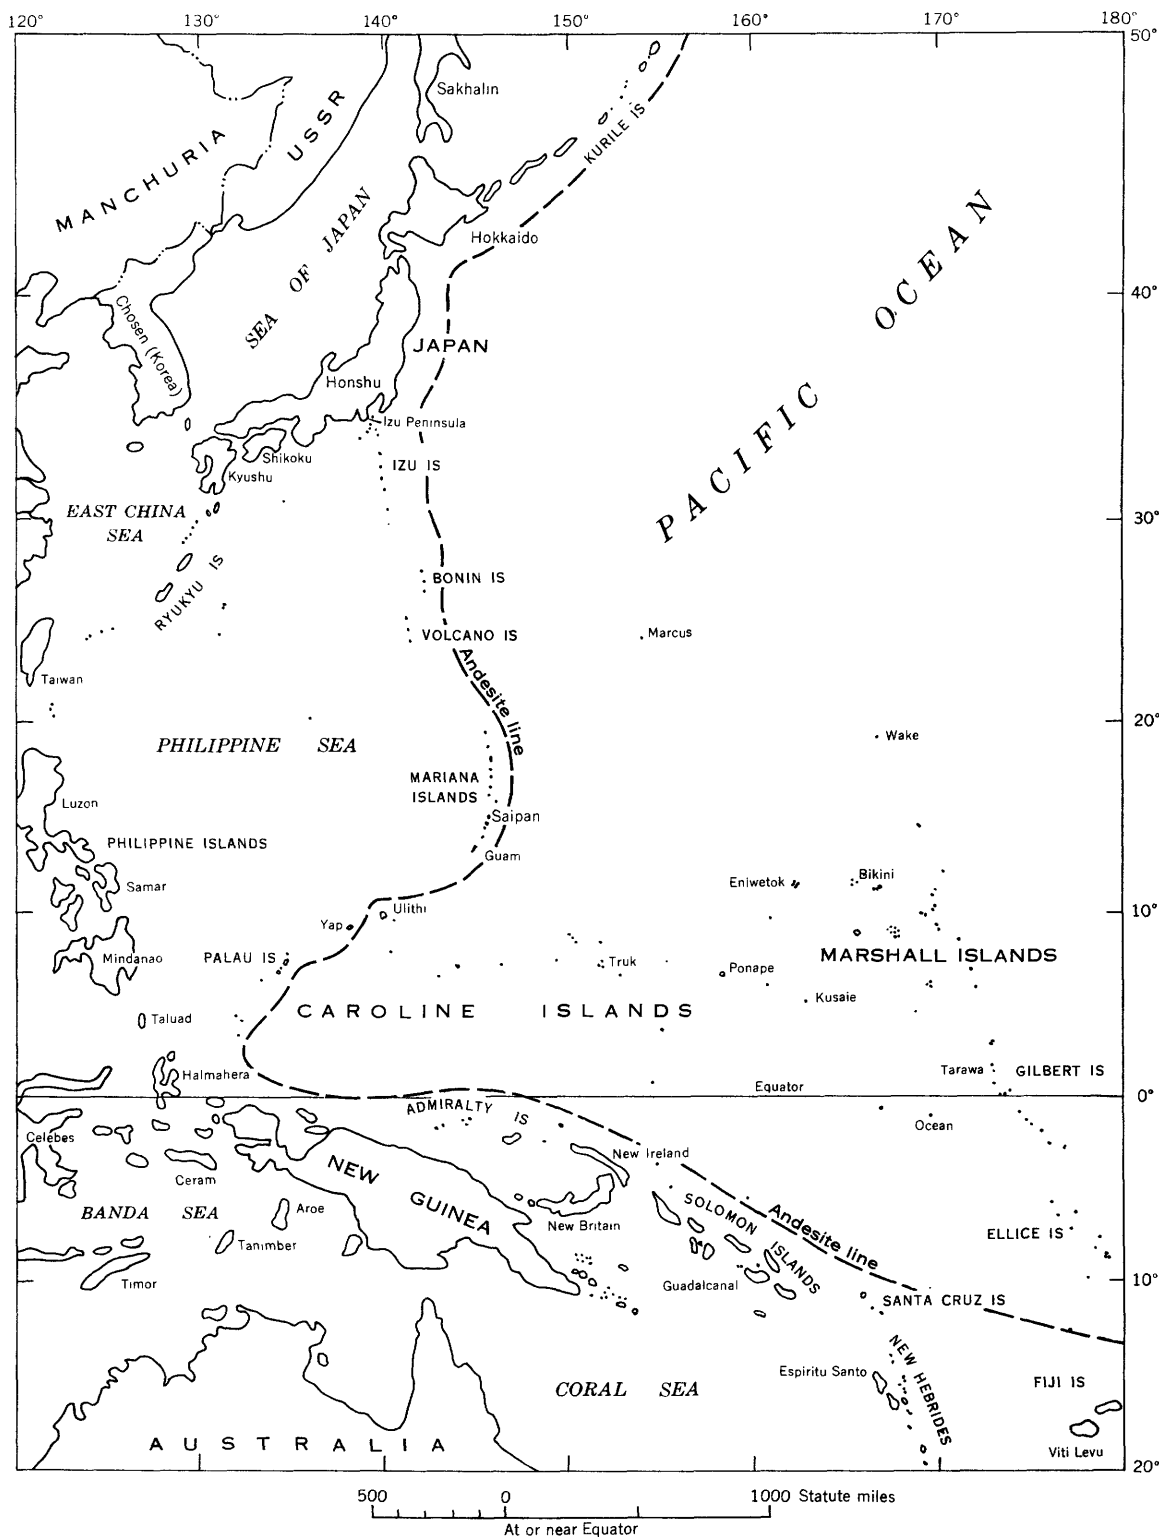 120° 130° 140° 150° 160° 170° 180°
50°
Sakhalin
USSR
KURILE IS
MANCHURIA
SEA OF JAPAN
Hokkaido
PACIFIC OCEAN
40°
Chosen (Korea)
JAPAN
Honshu
Izu Peninsula
Shikoku
IZU IS
Kyushu
EAST CHINA
SEA
30°
RYUKYU IS
BONIN IS
VOLCANO IS
Marcus
Andesite line
Taiwan
20°
PHILIPPINE SEA
Wake
MARIANA
ISLANDS
Luzon
Saipan
PHILIPPINE ISLANDS
Guam
Samar
Eniwetok
Bikini
Ulithi
10°
Yap
Mindanao
PALAU IS
Truk
Ponape
MARSHALL ISLANDS
Kusaie
CAROLINE ISLANDS
Taluad
Halmahera
Tarawa
GILBERT IS
Equator
0°
ADMIRALTY IS
Ocean
Celebes
New Ireland
NEW GUINEA
Ceram
BANDA SEA
Aroe
New Britain
SOLOMON ISLANDS
Andesite line
ELLICE IS
Tanimber
Timor
Guadalcanal
10°
SANTA CRUZ IS
NEW HEBRIDES
Espiritu Santo
CORAL SEA
FIJI IS
AUSTRALIA
Viti Levu
20°
500 0 1000 Statute miles
At or near Equator